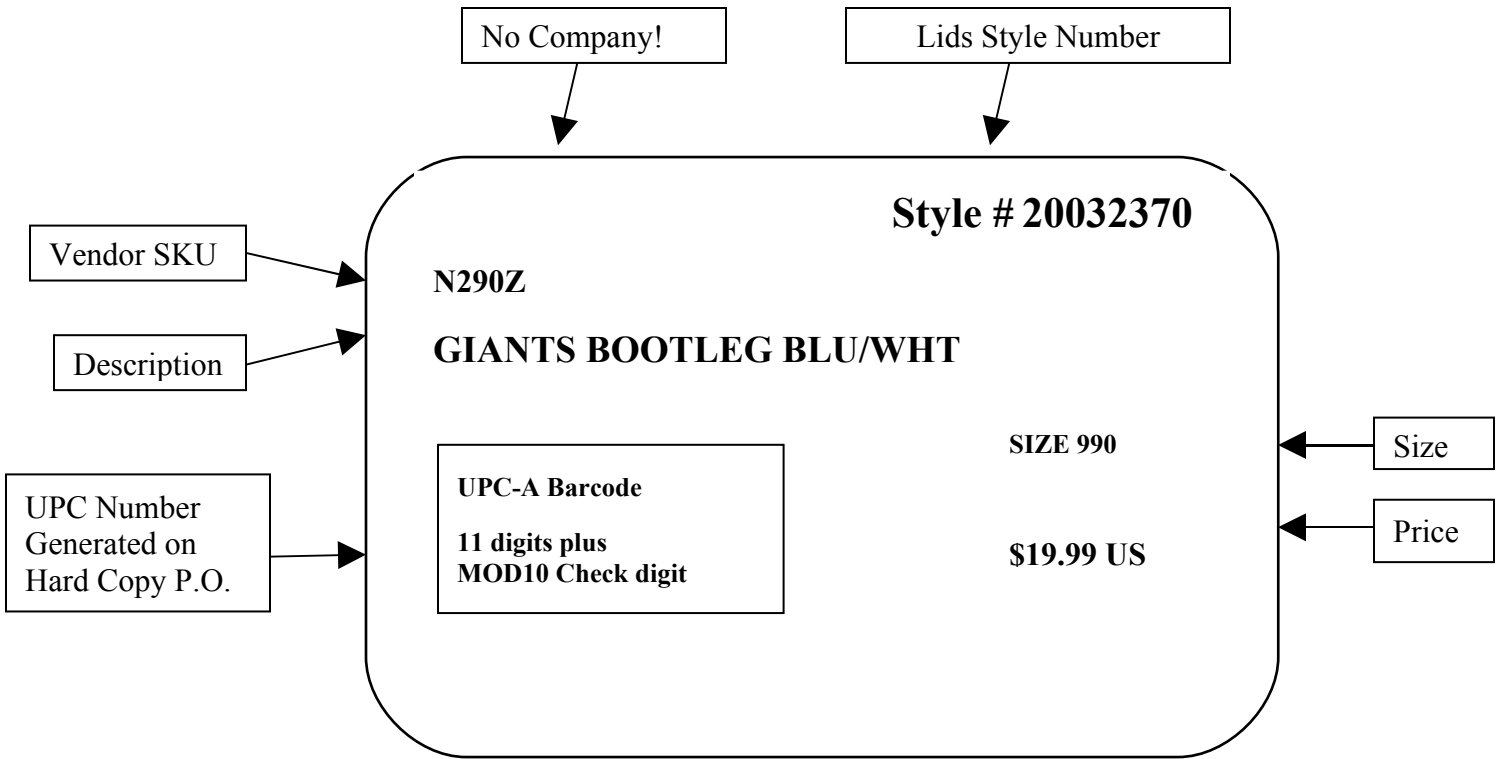 No Company!
Lids Style Number
Style # 20032370
Vendor SKU
N290Z
Description
GIANTS BOOTLEG BLU/WHT
SIZE 990
Size
UPC Number
Generated on
Hard Copy P.O.
UPC-A Barcode
11 digits plus
MOD10 Check digit
$19.99 US
Price